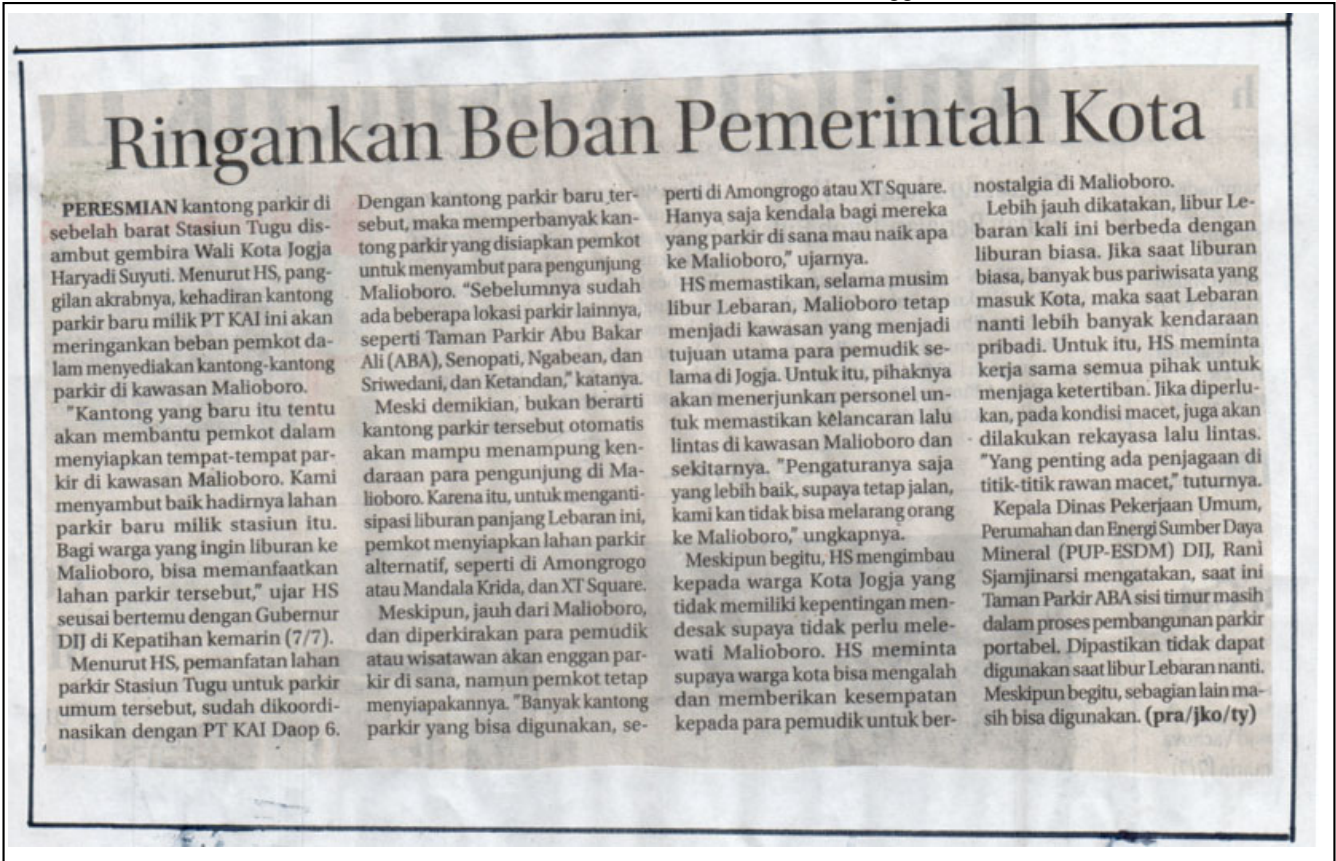 Ringankan Beban Pemerintah Kota
PERESMIAN kantong parkir di
sebelah barat Stasiun Tugu dis-
ambut gembira Wali Kota Jogja
Haryadi Suyuti. Menurut HS, pang-
gilan akrabnya, kehadiran kantong
parkir baru milik PT KAI ini akan
meringankan beban pemkot da-
lam menyediakan kantong-kantong
parkir di kawasan Malioboro.
"Kantong yang baru itu tentu
akan membantu pemkot dalam
menyiapkan tempat-tempat par-
kir di kawasan Malioboro. Kami
menyambut baik hadirnya lahan
parkir baru milik stasiun itu.
Bagi warga yang ingin liburan ke
Malioboro, bisa memanfaatkan
lahan parkir tersebut," ujar HS
seusai bertemu dengan Gubernur
DIJ di Kepatihan kemarin (7/7).
Menurut HS, pemanfatan lahan
parkir Stasiun Tugu untuk parkir
umum tersebut, sudah dikoordi-
nasikan dengan PT KAI Daop 6.
Dengan kantong parkir baru ter-
sebut, maka memperbanyak kan-
tong parkir yang disiapkan pemkot
untuk menyambut para pengunjung
Malioboro. "Sebelumnya sudah
ada beberapa lokasi parkir lainnya,
seperti Taman Parkir Abu Bakar
Ali (ABA), Senopati, Ngabean, dan
Sriwedani, dan Ketandan," katanya.
Meski demikian, bukan berarti
kantong parkir tersebut otomatis
akan mampu menampung ken-
daraan para pengunjung di Ma-
lioboro. Karena itu, untuk menganti-
sipasi liburan panjang Lebaran ini,
pemkot menyiapkan lahan parkir
alternatif, seperti di Amongrogo
atau Mandala Krida, dan XT Square.
Meskipun, jauh dari Malioboro,
dan diperkirakan para pemudik
atau wisatawan akan enggan par-
kir di sana, namun pemkot tetap
menyiapakannya. "Banyak kantong
parkir yang bisa digunakan, se-
perti di Amongrogo atau XT Square.
Hanya saja kendala bagi mereka
yang parkir di sana mau naik apa
ke Malioboro," ujarnya.
HS memastikan, selama musim
libur Lebaran, Malioboro tetap
menjadi kawasan yang menjadi
tujuan utama para pemudik se-
lama di Jogja. Untuk itu, pihaknya
akan menerjunkan personel un-
tuk memastikan kelancaran lalu
lintas di kawasan Malioboro dan
sekitarnya. "Pengaturanya saja
yang lebih baik, supaya tetap jalan,
kami kan tidak bisa melarang orang
ke Malioboro," ungkapnya.
Meskipun begitu, HS mengimbau
kepada warga Kota Jogja yang
tidak memiliki kepentingan men-
desak supaya tidak perlu mele-
wati Malioboro. HS meminta
supaya warga kota bisa mengalah
dan memberikan kesempatan
kepada para pemudik untuk ber-
nostalgia di Malioboro.
Lebih jauh dikatakan, libur Le-
baran kali ini berbeda dengan
liburan biasa. Jika saat liburan
biasa, banyak bus pariwisata yang
masuk Kota, maka saat Lebaran
nanti lebih banyak kendaraan
pribadi. Untuk itu, HS meminta
kerja sama semua pihak untuk
menjaga ketertiban. Jika diperlu-
kan, pada kondisi macet, juga akan
dilakukan rekayasa lalu lintas.
"Yang penting ada penjagaan di
titik-titik rawan macet," tuturnya.
Kepala Dinas Pekerjaan Umum,
Perumahan dan Energi Sumber Daya
Mineral (PUP-ESDM) DIJ, Rani
Sjamjinarsi mengatakan, saat ini
Taman Parkir ABA sisi timur masih
dalam proses pembangunan parkir
portabel. Dipastikan tidak dapat
digunakan saat libur Lebaran nanti.
Meskipun begitu, sebagian lain ma-
sih bisa digunakan. (pra/jko/ty)